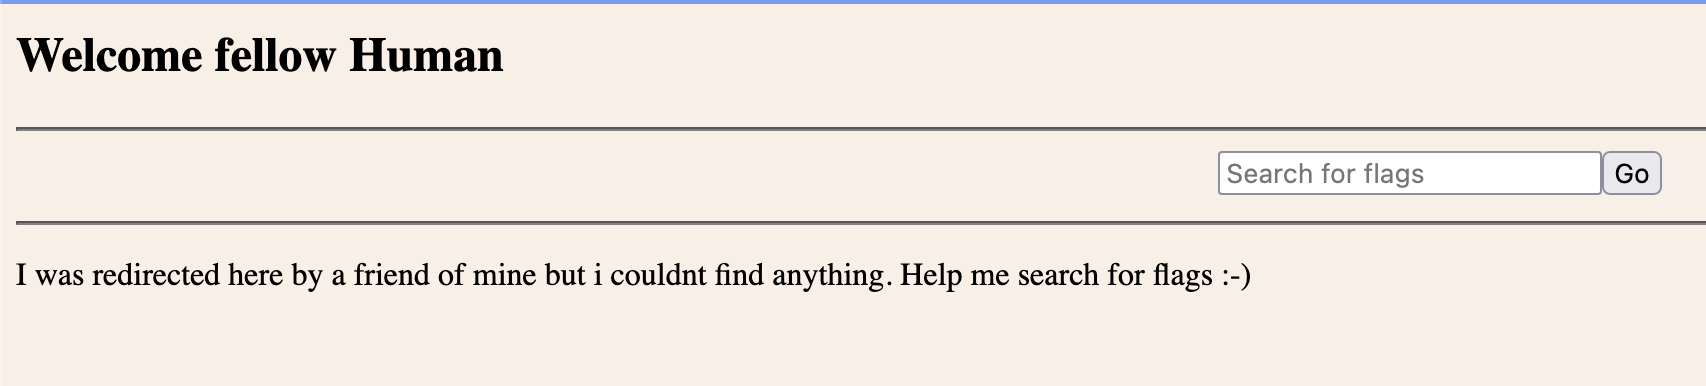 Welcome fellow Human
Search for flags
Go
I was redirected here by a friend of mine but i couldnt find anything. Help me search for flags :-)